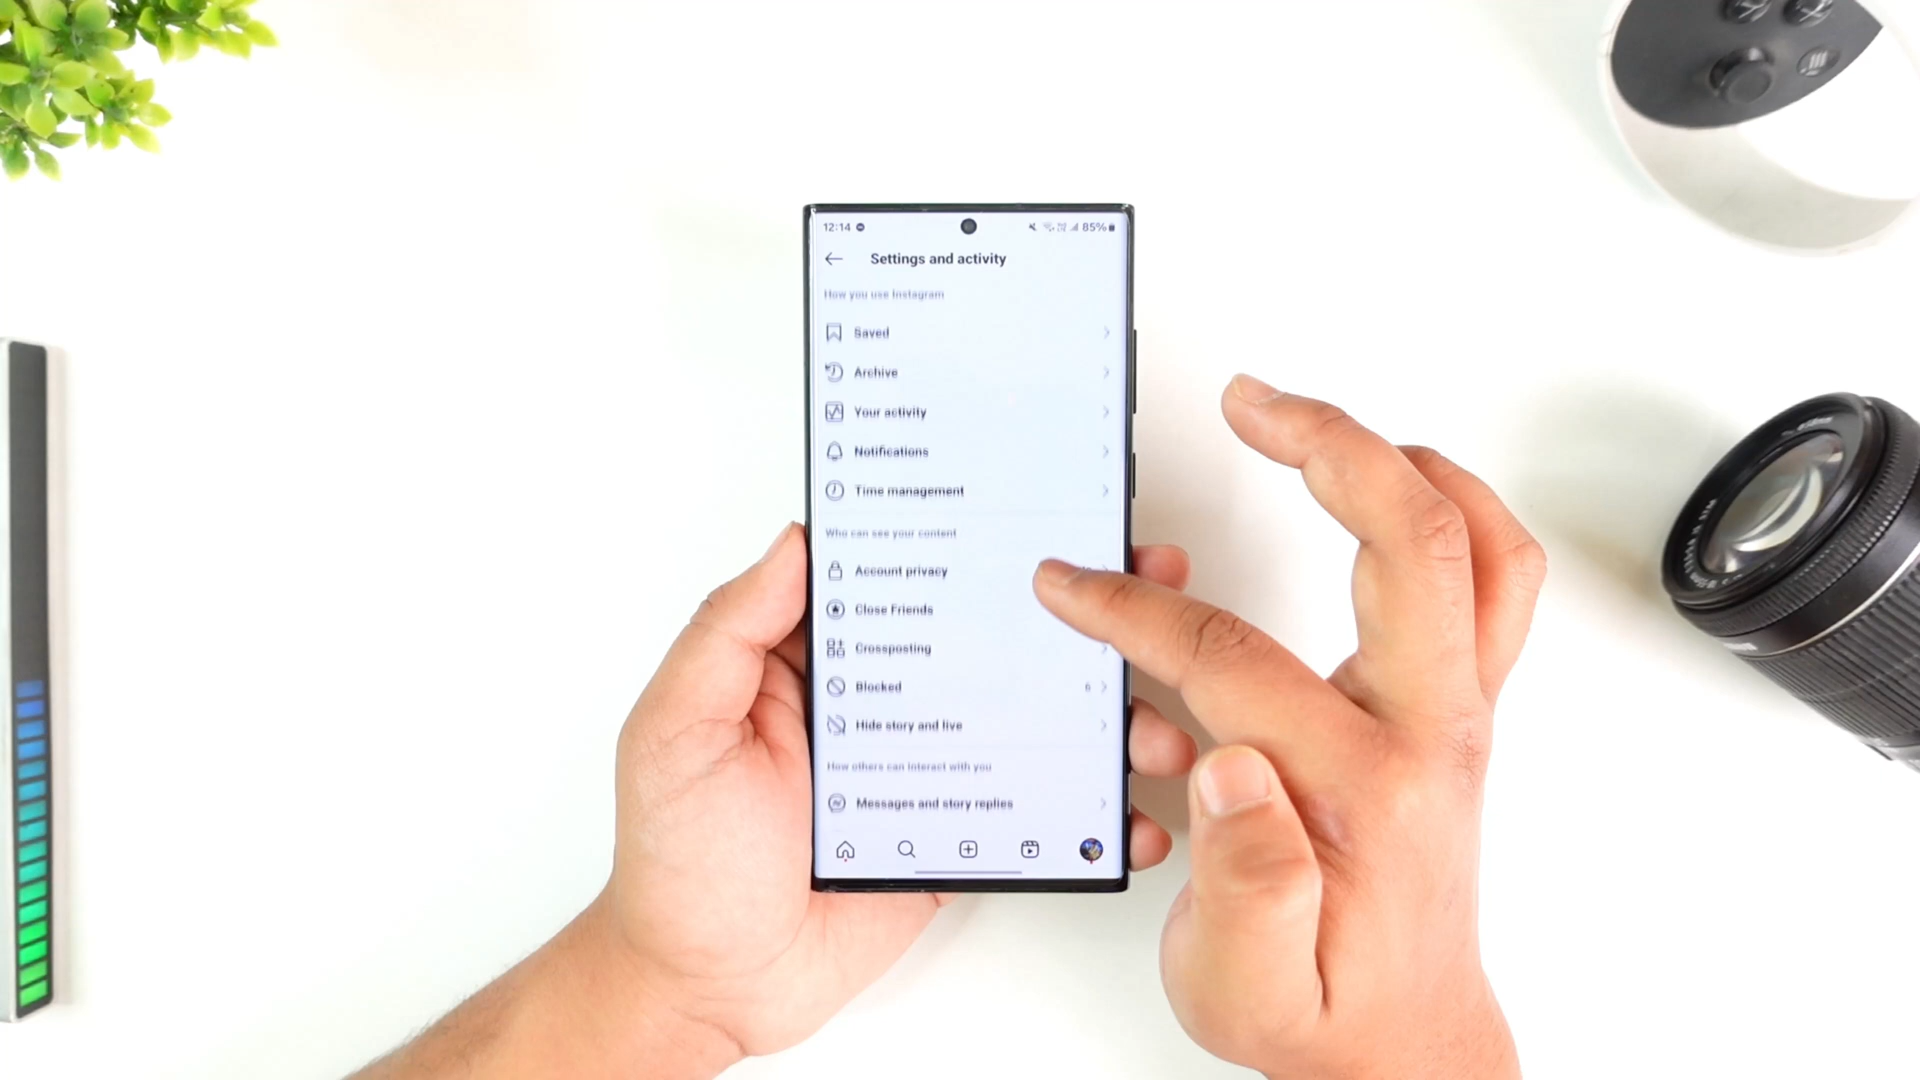 12:14
85%
Settings and activity
How you use Instagram
Saved
Archive
Your activity
Notifications
Time management
Who can see your content
Account privacy
Close Friends
Crossposting
Blocked 6
Hide story and live
How others can interact with you
Messages and story replies